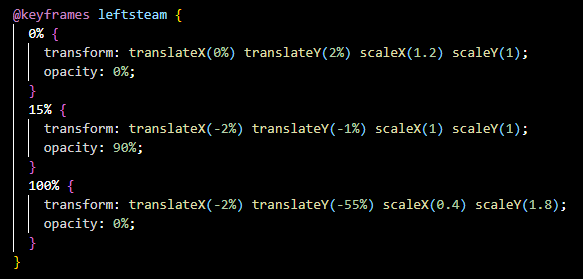 @keyframes leftsteam {
  0% {
    transform: translateX(0%) translateY(2%) scaleX(1.2) scaleY(1);
    opacity: 0%;
  }
  15% {
    transform: translateX(-2%) translateY(-1%) scaleX(1) scaleY(1);
    opacity: 90%;
  }
  100% {
    transform: translateX(-2%) translateY(-55%) scaleX(0.4) scaleY(1.8);
    opacity: 0%;
  }
}